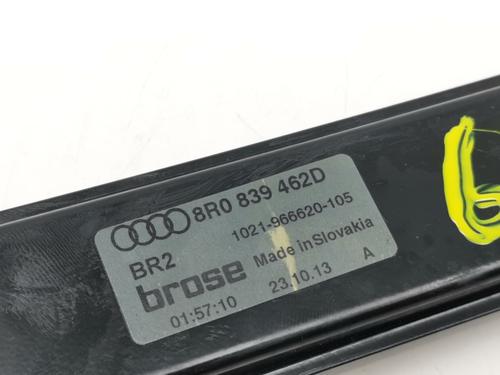 8R0 839 462D
1021-966620-105
BR2
Made in Slovakia
brose
01:57:10
23.10.13
A